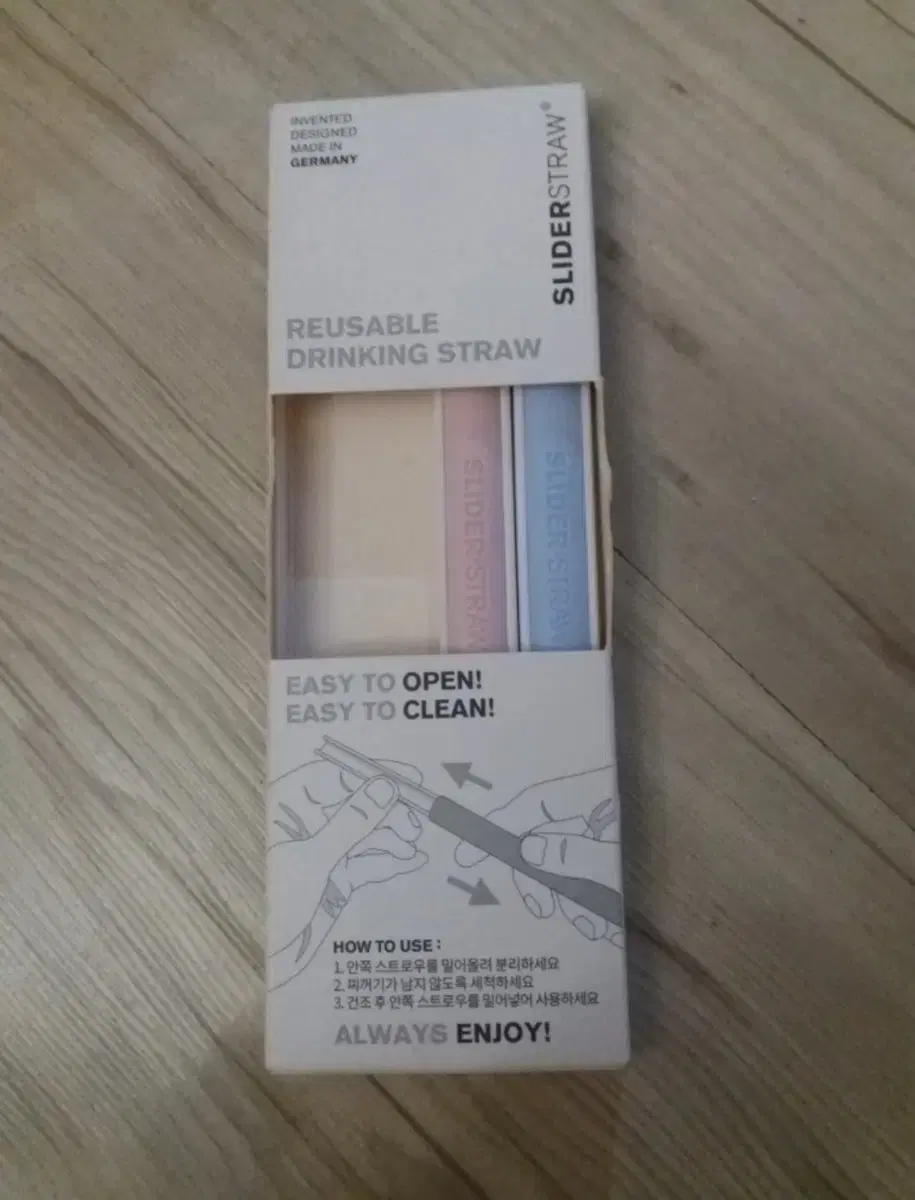 INVENTED
DESIGNED
MADE IN
GERMANY
SLIDERSTRAW®
REUSABLE
DRINKING STRAW
SLIDER·STRAW
SLIDER·STRAW
EASY TO OPEN!
EASY TO CLEAN!
HOW TO USE :
1. 안쪽 스트로우를 밀어올려 분리하세요
2. 찌꺼기가 남지 않도록 세척하세요
3. 건조 후 안쪽 스트로우를 밀어넣어 사용하세요
ALWAYS ENJOY!